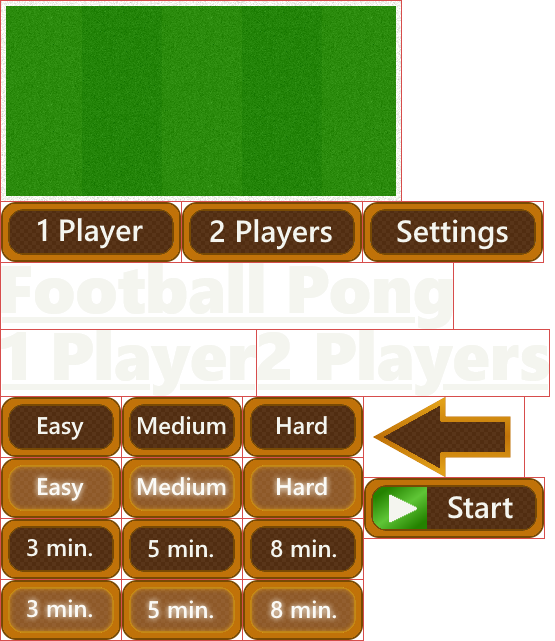 1 Player
2 Players
Settings
Football Pong
1 Player
2 Players
Easy
Medium
Hard
Easy
Medium
Hard
Start
3 min.
5 min.
8 min.
3 min.
5 min.
8 min.